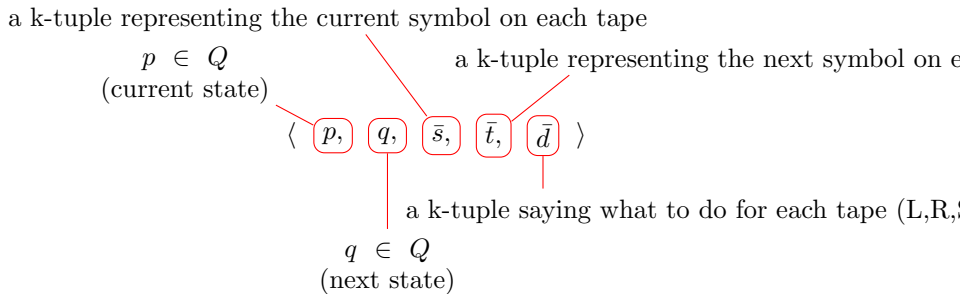 a k-tuple representing the current symbol on each tape
p ∈ Q
(current state)
a k-tuple representing the next symbol on
⟨ p, q, s̄, t̄, d̄ ⟩
a k-tuple saying what to do for each tape (L,R,
q ∈ Q
(next state)